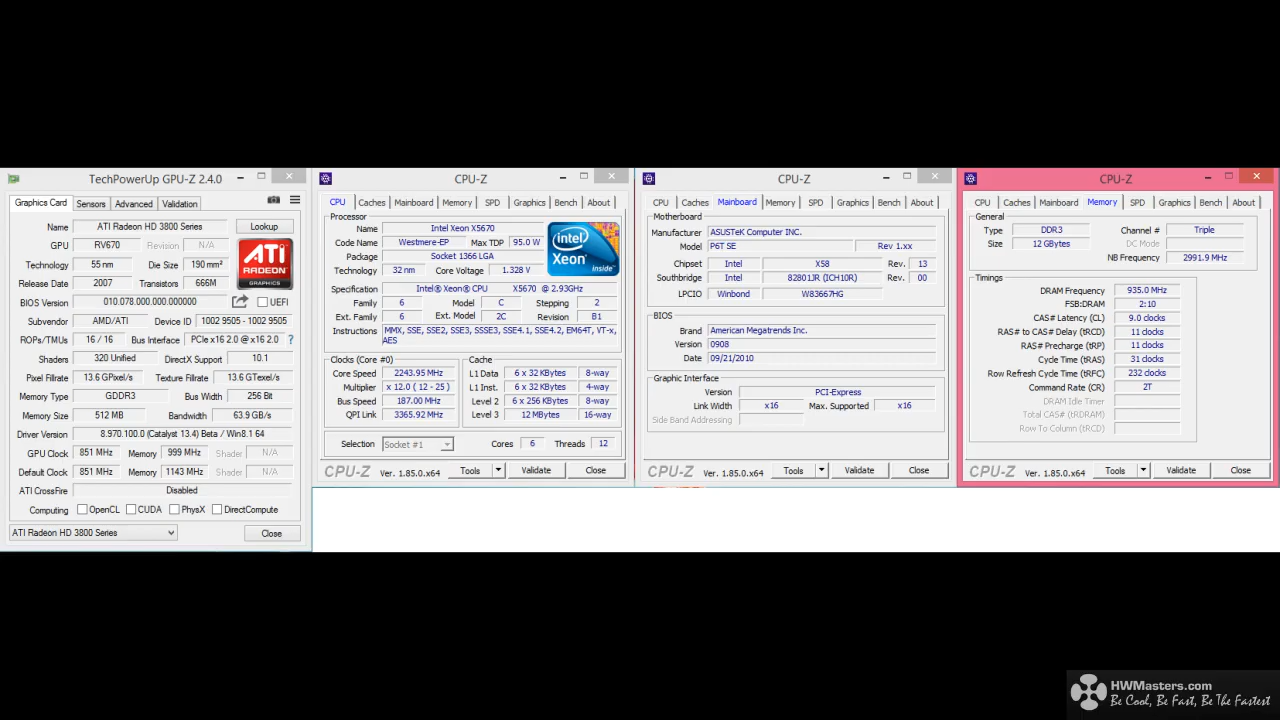 TechPowerUp GPU-Z 2.4.0
Graphics Card Sensors Advanced Validation
Name ATI Radeon HD 3800 Series Lookup
GPU RV670 Revision N/A
ATI RADEON GRAPHICS
Technology 55 nm Die Size 190 mm²
Release Date 2007 Transistors 666M
BIOS Version 010.078.000.000.000000 UEFI
Subvendor AMD/ATI Device ID 1002 9505 - 1002 9505
ROPs/TMUs 16 / 16 Bus Interface PCIe x16 2.0 @ x16 2.0 ?
Shaders 320 Unified DirectX Support 10.1
Pixel Fillrate 13.6 GPixel/s Texture Fillrate 13.6 GTexel/s
Memory Type GDDR3 Bus Width 256 Bit
Memory Size 512 MB Bandwidth 63.9 GB/s
Driver Version 8.970.100.0 (Catalyst 13.4) Beta / Win8.1 64
GPU Clock 851 MHz Memory 999 MHz Shader N/A
Default Clock 851 MHz Memory 1143 MHz Shader N/A
ATI CrossFire Disabled
Computing OpenCL CUDA PhysX DirectCompute
ATI Radeon HD 3800 Series Close
CPU-Z
CPU Caches Mainboard Memory SPD Graphics Bench About
Processor
Name Intel Xeon X5670
Code Name Westmere-EP Max TDP 95.0 W
Package Socket 1366 LGA
Technology 32 nm Core Voltage 1.328 V
intel Xeon inside™
Specification Intel® Xeon® CPU X5670 @ 2.93GHz
Family 6 Model C Stepping 2
Ext. Family 6 Ext. Model 2C Revision B1
Instructions MMX, SSE, SSE2, SSE3, SSSE3, SSE4.1, SSE4.2, EM64T, VT-x,
AES
Clocks (Core #0) Cache
Core Speed 2243.95 MHz L1 Data 6 x 32 KBytes 8-way
Multiplier x 12.0 ( 12 - 25 ) L1 Inst. 6 x 32 KBytes 4-way
Bus Speed 187.00 MHz Level 2 6 x 256 KBytes 8-way
QPI Link 3365.92 MHz Level 3 12 MBytes 16-way
Selection Socket #1 Cores 6 Threads 12
CPU-Z Ver. 1.85.0.x64 Tools Validate Close
CPU-Z
CPU Caches Mainboard Memory SPD Graphics Bench About
Motherboard
Manufacturer ASUSTeK Computer INC.
Model P6T SE Rev 1.xx
Chipset Intel X58 Rev. 13
Southbridge Intel 82801JR (ICH10R) Rev. 00
LPCIO Winbond W83667HG
BIOS
Brand American Megatrends Inc.
Version 0908
Date 09/21/2010
Graphic Interface
Version PCI-Express
Link Width x16 Max. Supported x16
Side Band Addressing
CPU-Z Ver. 1.85.0.x64 Tools Validate Close
CPU-Z
CPU Caches Mainboard Memory SPD Graphics Bench About
General
Type DDR3 Channel # Triple
Size 12 GBytes DC Mode
NB Frequency 2991.9 MHz
Timings
DRAM Frequency 935.0 MHz
FSB:DRAM 2:10
CAS# Latency (CL) 9.0 clocks
RAS# to CAS# Delay (tRCD) 11 clocks
RAS# Precharge (tRP) 11 clocks
Cycle Time (tRAS) 31 clocks
Row Refresh Cycle Time (tRFC) 232 clocks
Command Rate (CR) 2T
DRAM Idle Timer
Total CAS# (tRDRAM)
Row To Column (tRCD)
CPU-Z Ver. 1.85.0.x64 Tools Validate Close
HWMasters.com
Be Cool, Be Fast, Be The Fastest